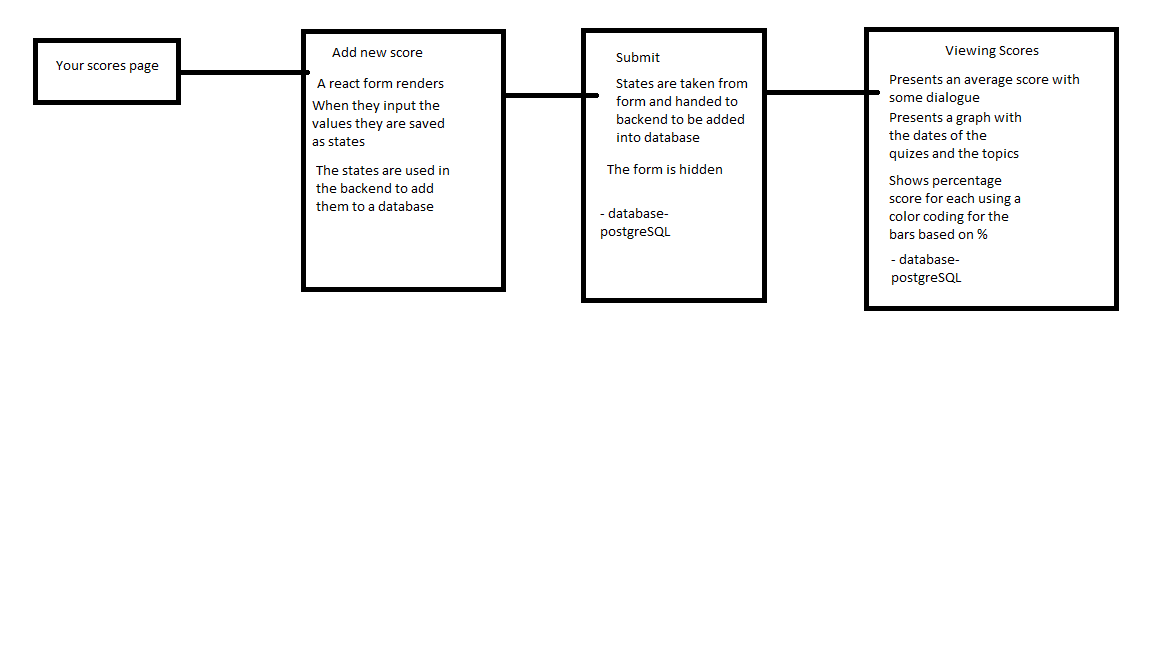 Your scores page
Add new score
A react form renders
When they input the
values they are saved
as states
The states are used in
the backend to add
them to a database
Submit
States are taken from
form and handed to
backend to be added
into database
The form is hidden
- database-
postgreSQL
Viewing Scores
Presents an average score with
some dialogue
Presents a graph with
the dates of the
quizes and the topics
Shows percentage
score for each using a
color coding for the
bars based on %
- database-
postgreSQL